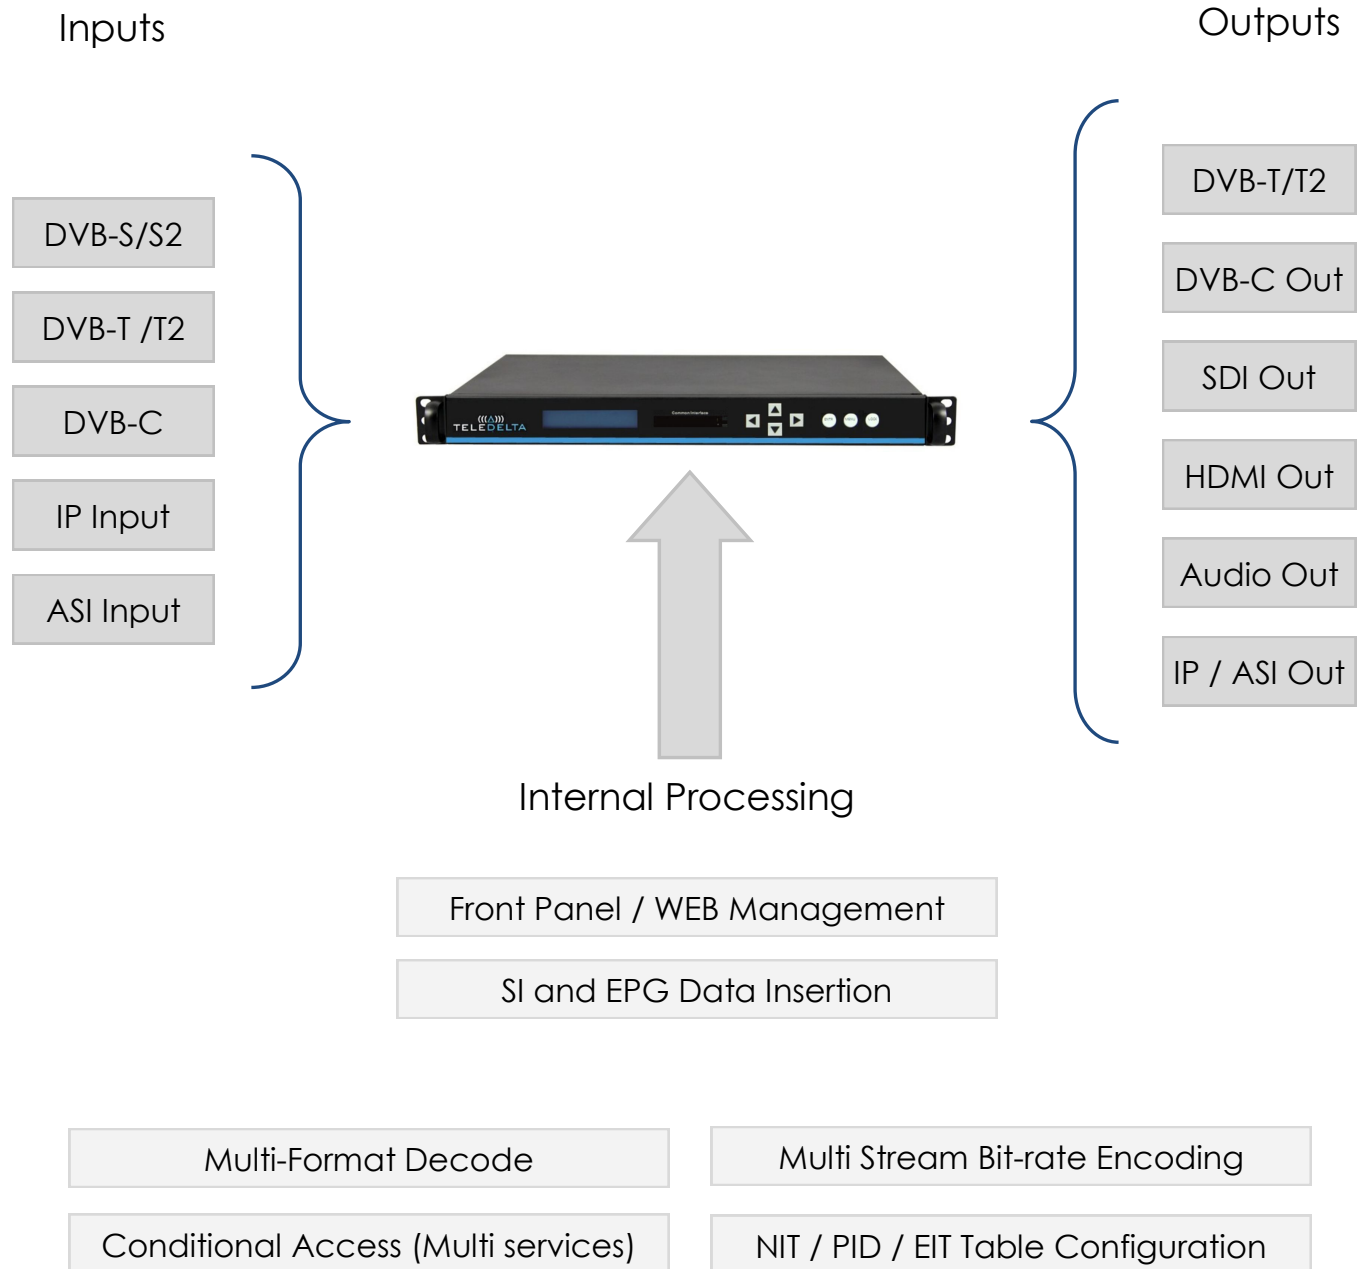 Inputs
Outputs
DVB-S/S2
DVB-T /T2
DVB-C
IP Input
ASI Input
(((Δ)))
TELEDELTA
Common Interface
DVB-T/T2
DVB-C Out
SDI Out
HDMI Out
Audio Out
IP / ASI Out
Internal Processing
Front Panel / WEB Management
SI and EPG Data Insertion
Multi-Format Decode
Multi Stream Bit-rate Encoding
Conditional Access (Multi services)
NIT / PID / EIT Table Configuration